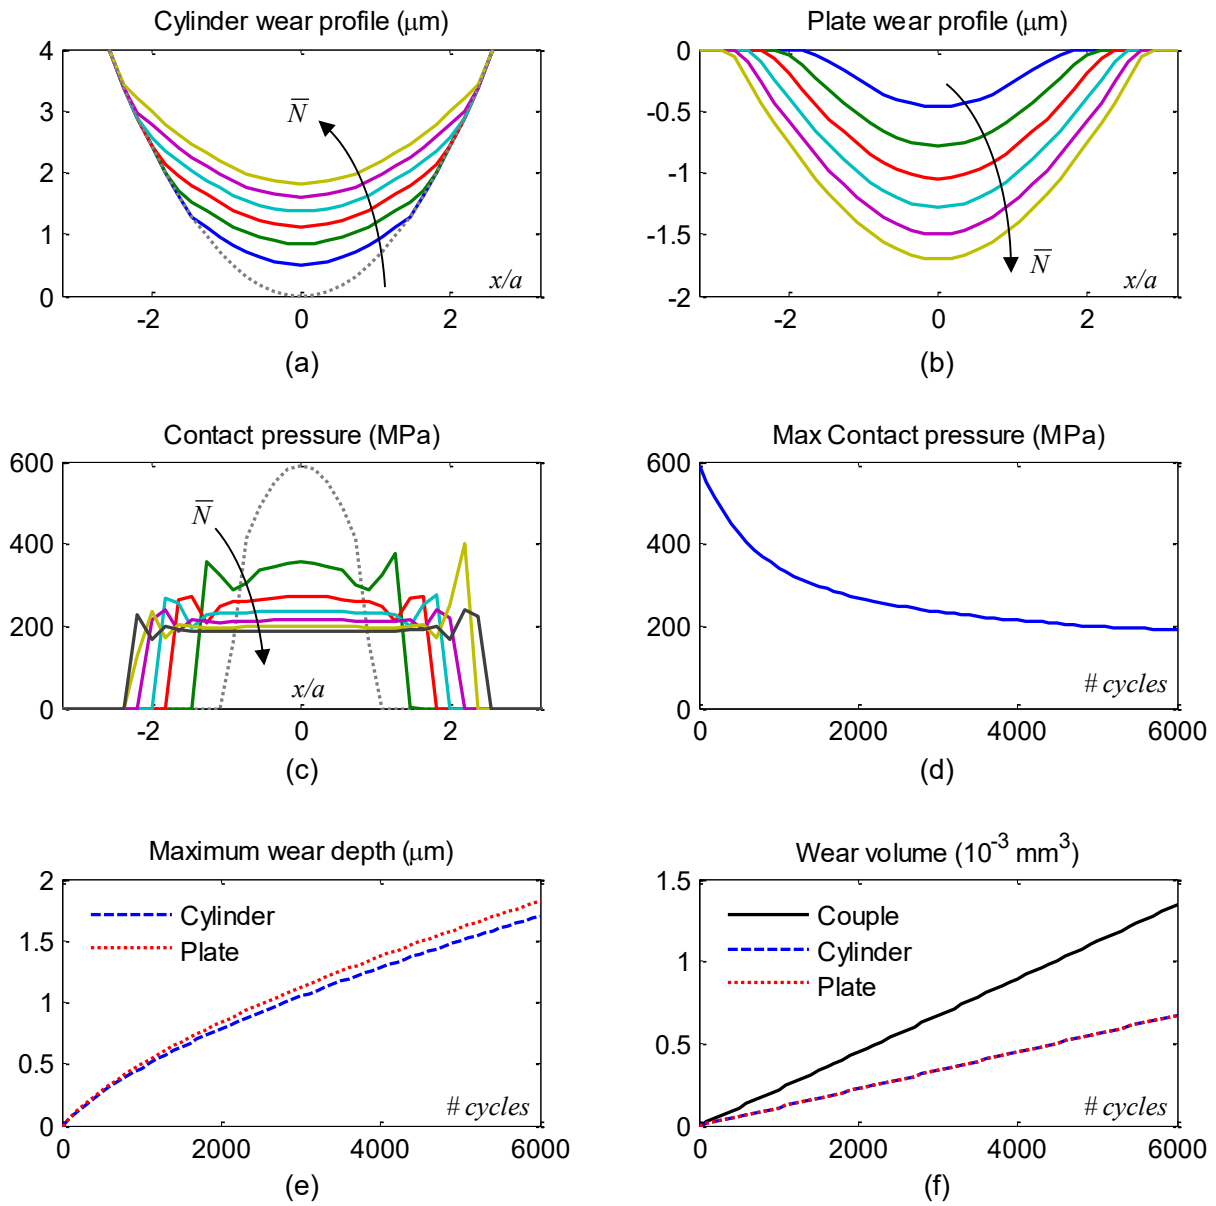 Cylinder wear profile (μm)
4
3
2
1
0
N̅
x/a
-2
0
2
(a)
Plate wear profile (μm)
0
-0.5
-1
-1.5
-2
N̅
x/a
-2
0
2
(b)
Contact pressure (MPa)
600
400
200
0
N̅
x/a
-2
0
2
(c)
Max Contact pressure (MPa)
600
400
200
0
# cycles
0
2000
4000
6000
(d)
Maximum wear depth (μm)
2
1.5
1
0.5
0
Cylinder
Plate
# cycles
0
2000
4000
6000
(e)
Wear volume (10⁻³ mm³)
1.5
1
0.5
0
Couple
Cylinder
Plate
# cycles
0
2000
4000
6000
(f)